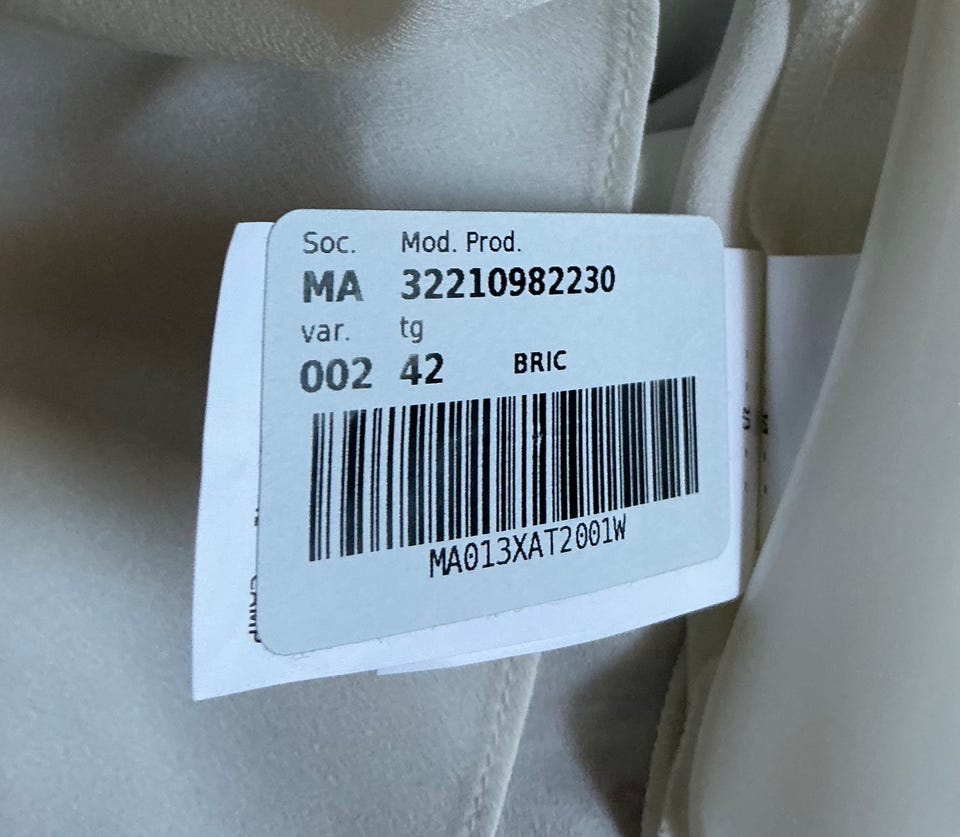 Soc. Mod. Prod.
MA 32210982230
var. tg
002 42 BRIC
MA013XAT2001W